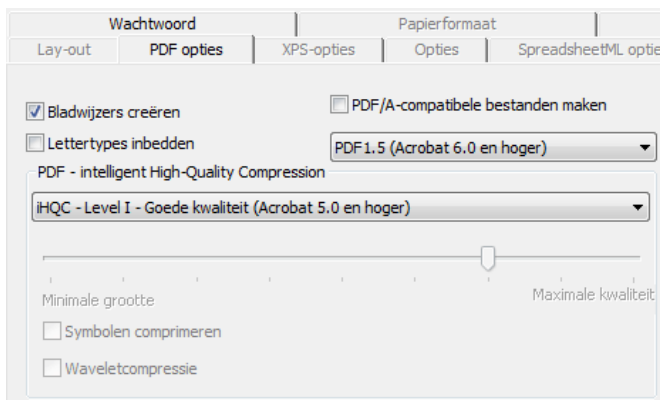 Wachtwoord
Papierformaat
Lay-out
PDF opties
XPS-opties
Opties
SpreadsheetML optie
Bladwijzers creëren
PDF/A-compatibele bestanden maken
Lettertypes inbedden
PDF1.5 (Acrobat 6.0 en hoger)
PDF - intelligent High-Quality Compression
iHQC - Level I - Goede kwaliteit (Acrobat 5.0 en hoger)
Minimale grootte
Maximale kwaliteit
Symbolen comprimeren
Waveletcompressie